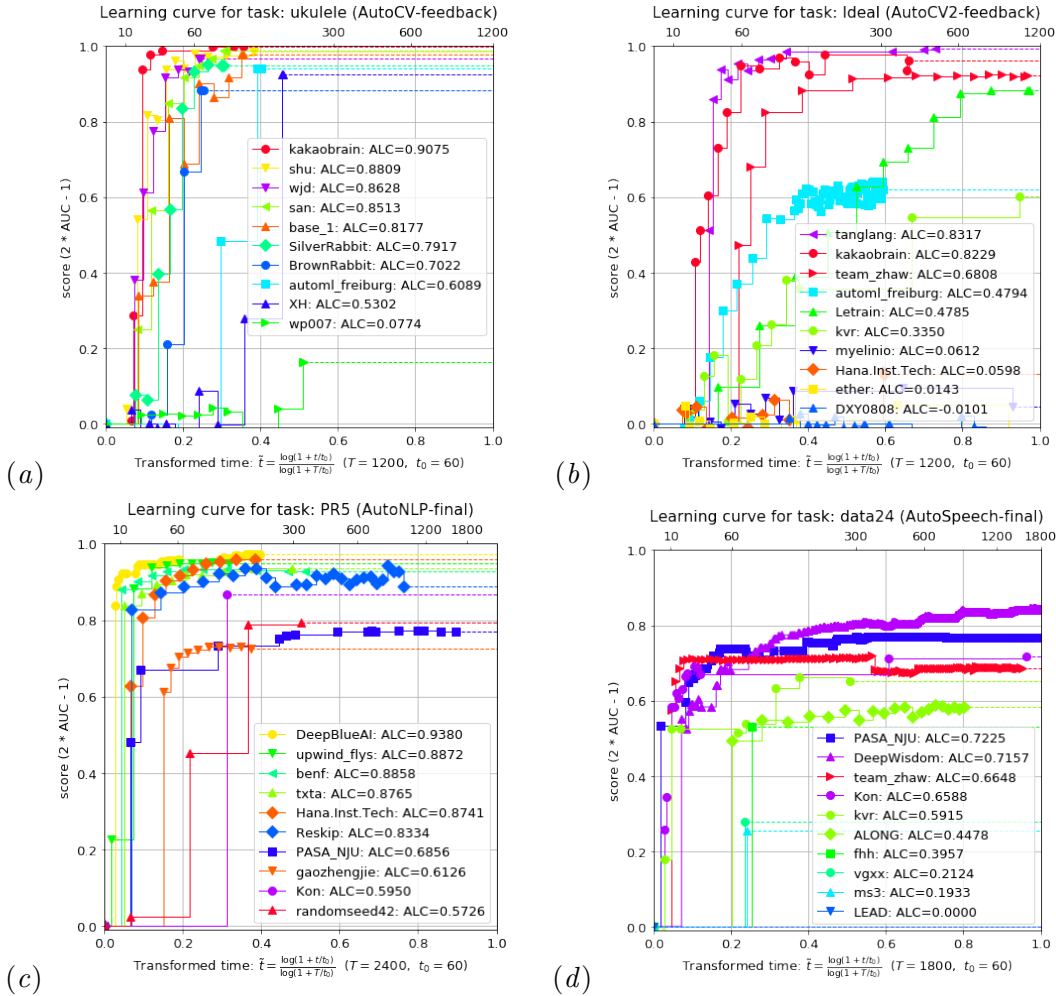 Learning curve for task: ukulele (AutoCV-feedback)
10 60 300 600 1200
1.0
0.8
0.6
0.4
0.2
0.0
score (2 * AUC - 1)
kakaobrain: ALC=0.9075
shu: ALC=0.8809
wjd: ALC=0.8628
san: ALC=0.8513
base_1: ALC=0.8177
SilverRabbit: ALC=0.7917
BrownRabbit: ALC=0.7022
automl_freiburg: ALC=0.6089
XH: ALC=0.5302
wp007: ALC=0.0774
0.0 0.2 0.4 0.6 0.8 1.0
Transformed time: t̃ = log(1 + t/t₀) / log(1 + T/t₀) (T = 1200, t₀ = 60)
(a)
Learning curve for task: Ideal (AutoCV2-feedback)
10 60 300 600 1200
1.0
0.8
0.6
0.4
0.2
0.0
score (2 * AUC - 1)
tanglang: ALC=0.8317
kakaobrain: ALC=0.8229
team_zhaw: ALC=0.6808
automl_freiburg: ALC=0.4794
Letrain: ALC=0.4785
kvr: ALC=0.3350
myelinio: ALC=0.0612
Hana.Inst.Tech: ALC=0.0598
ether: ALC=0.0143
DXY0808: ALC=-0.0101
0.0 0.2 0.4 0.6 0.8 1.0
Transformed time: t̃ = log(1 + t/t₀) / log(1 + T/t₀) (T = 1200, t₀ = 60)
(b)
Learning curve for task: PR5 (AutoNLP-final)
10 60 300 600 1200 1800
1.0
0.8
0.6
0.4
0.2
0.0
score (2 * AUC - 1)
DeepBlueAI: ALC=0.9380
upwind_flys: ALC=0.8872
benf: ALC=0.8858
txta: ALC=0.8765
Hana.Inst.Tech: ALC=0.8741
Reskip: ALC=0.8334
PASA_NJU: ALC=0.6856
gaozhengjie: ALC=0.6126
Kon: ALC=0.5950
randomseed42: ALC=0.5726
0.0 0.2 0.4 0.6 0.8 1.0
Transformed time: t̃ = log(1 + t/t₀) / log(1 + T/t₀) (T = 2400, t₀ = 60)
(c)
Learning curve for task: data24 (AutoSpeech-final)
10 60 300 600 1200 1800
1.0
0.8
0.6
0.4
0.2
0.0
score (2 * AUC - 1)
PASA_NJU: ALC=0.7225
DeepWisdom: ALC=0.7157
team_zhaw: ALC=0.6648
Kon: ALC=0.6588
kvr: ALC=0.5915
ALONG: ALC=0.4478
fhh: ALC=0.3957
vgxx: ALC=0.2124
ms3: ALC=0.1933
LEAD: ALC=0.0000
0.0 0.2 0.4 0.6 0.8 1.0
Transformed time: t̃ = log(1 + t/t₀) / log(1 + T/t₀) (T = 1800, t₀ = 60)
(d)